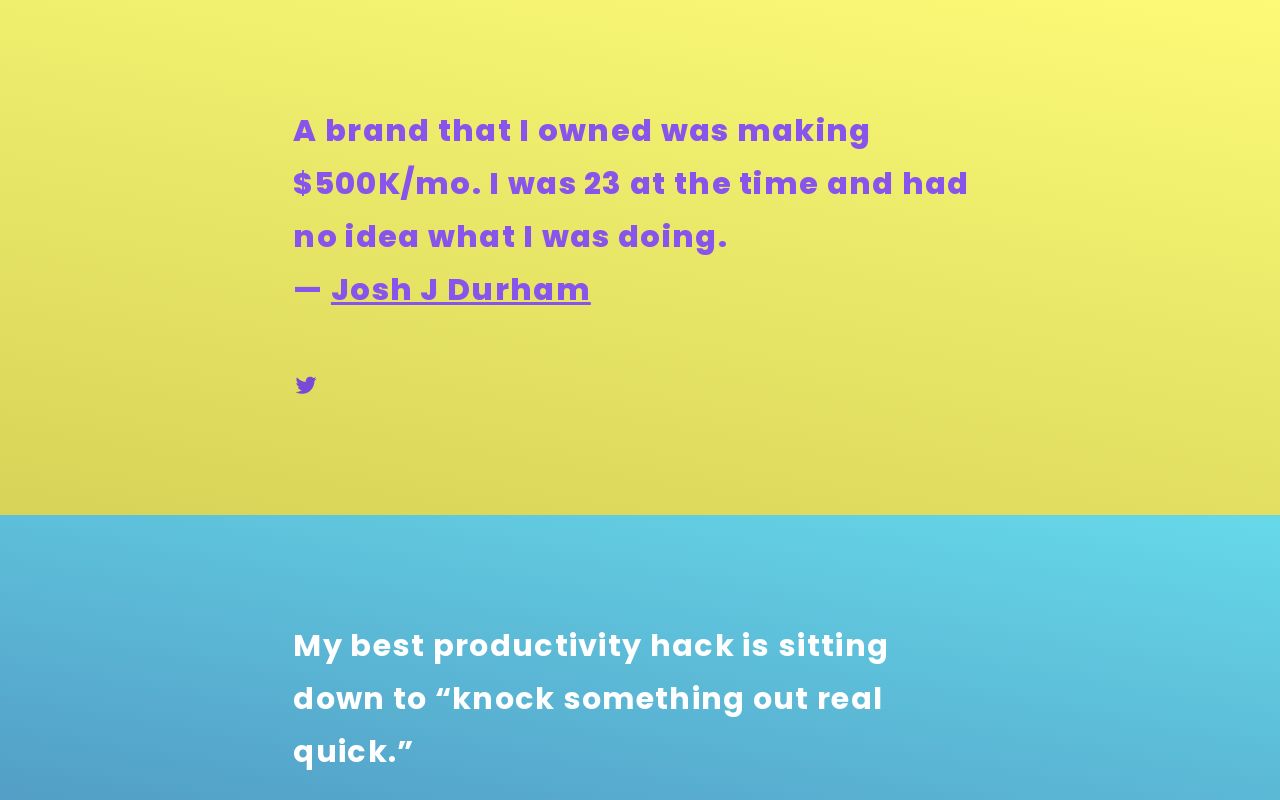 A brand that I owned was making
$500K/mo. I was 23 at the time and had
no idea what I was doing.
— Josh J Durham
My best productivity hack is sitting
down to “knock something out real
quick.”